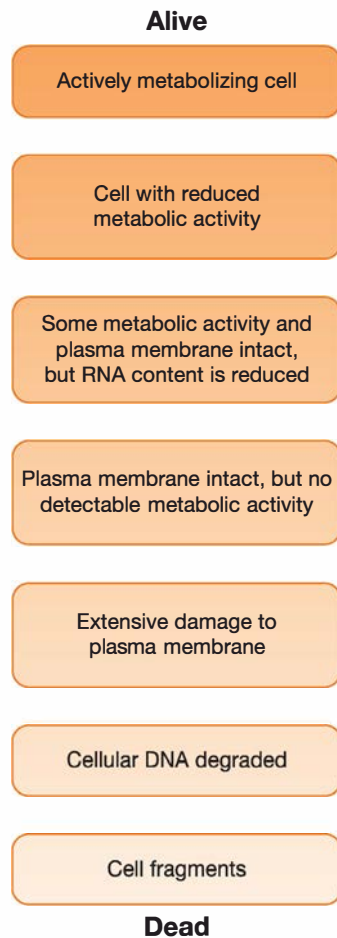 Alive
Actively metabolizing cell
Cell with reduced
metabolic activity
Some metabolic activity and
plasma membrane intact,
but RNA content is reduced
Plasma membrane intact, but no
detectable metabolic activity
Extensive damage to
plasma membrane
Cellular DNA degraded
Cell fragments
Dead